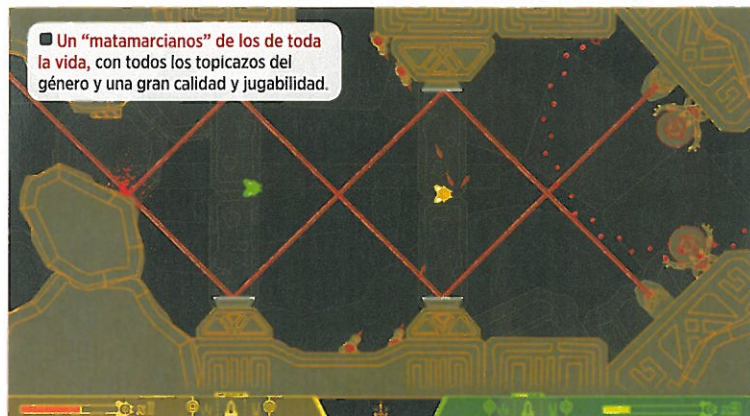 ■ Un “matamarcianos” de los de toda
la vida, con todos los topicazos del
género y una gran calidad y jugabilidad.